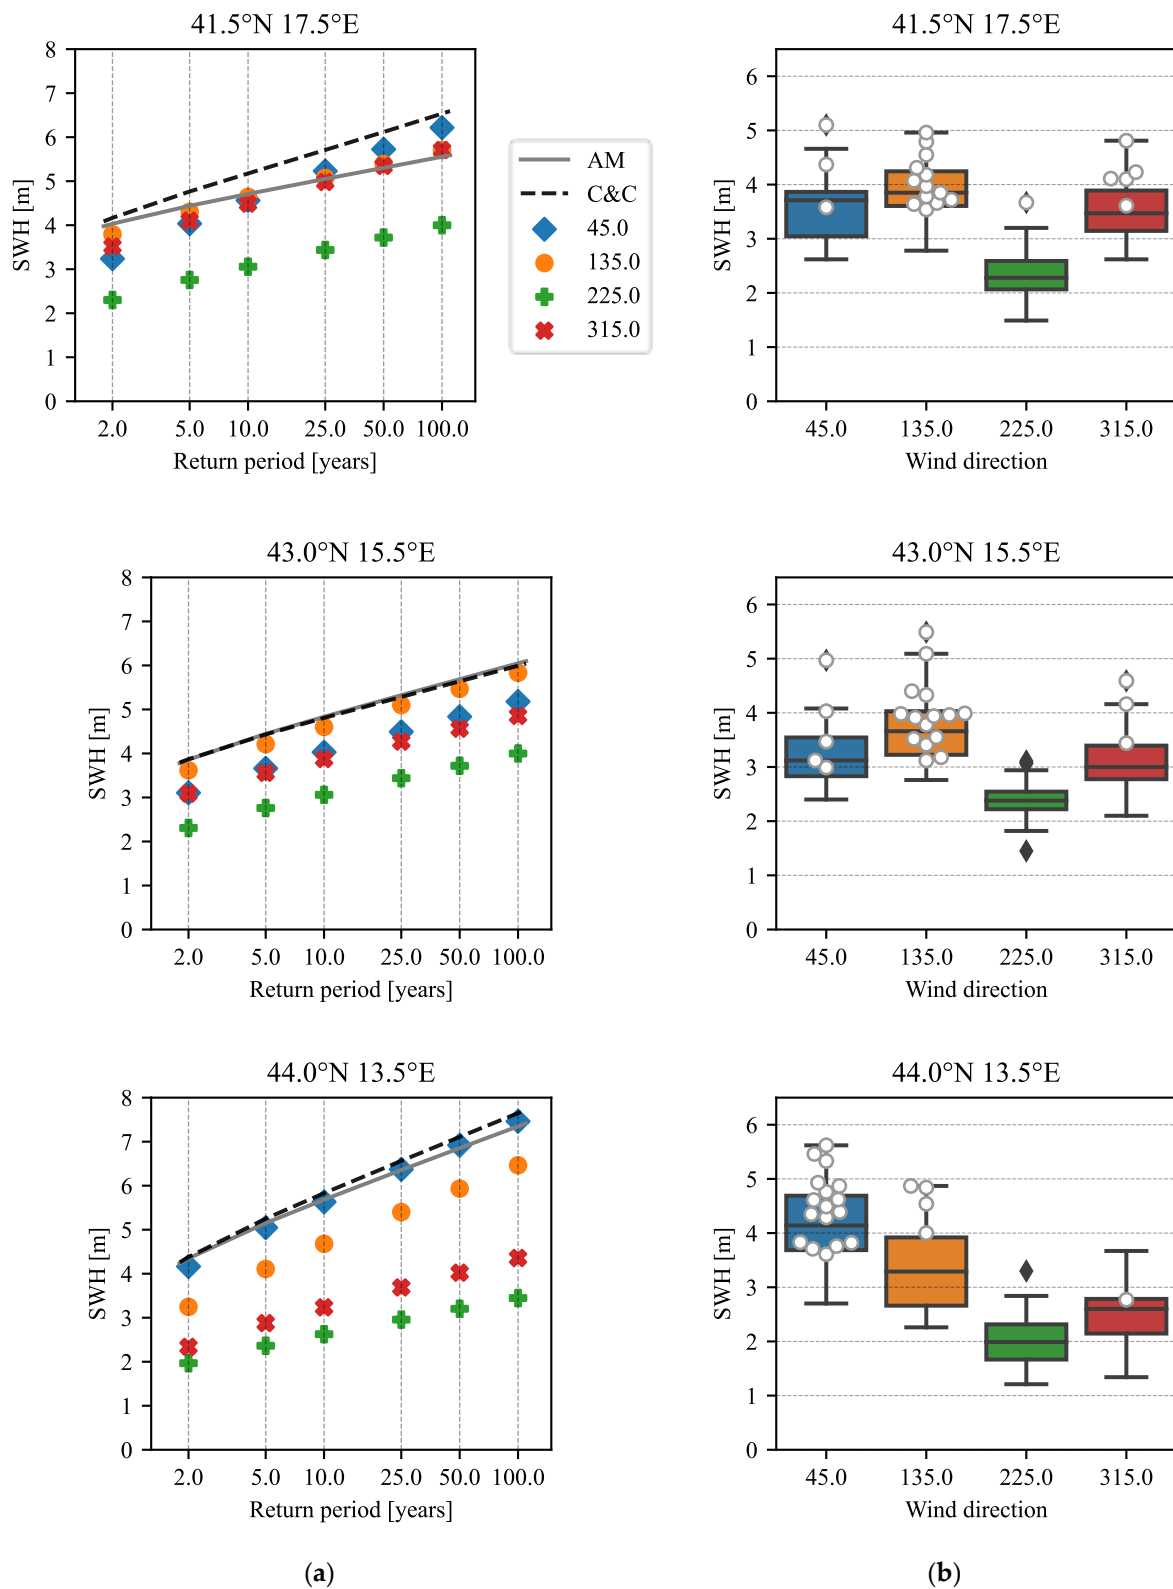 41.5°N 17.5°E
8
7
6
5
4
3
2
1
0
SWH [m]
2.0 5.0 10.0 25.0 50.0 100.0
Return period [years]
AM
C&C
45.0
135.0
225.0
315.0
41.5°N 17.5°E
6
5
4
3
2
1
0
SWH [m]
45.0 135.0 225.0 315.0
Wind direction
43.0°N 15.5°E
8
7
6
5
4
3
2
1
0
SWH [m]
2.0 5.0 10.0 25.0 50.0 100.0
Return period [years]
43.0°N 15.5°E
6
5
4
3
2
1
0
SWH [m]
45.0 135.0 225.0 315.0
Wind direction
44.0°N 13.5°E
8
7
6
5
4
3
2
1
0
SWH [m]
2.0 5.0 10.0 25.0 50.0 100.0
Return period [years]
44.0°N 13.5°E
6
5
4
3
2
1
0
SWH [m]
45.0 135.0 225.0 315.0
Wind direction
(a) (b)